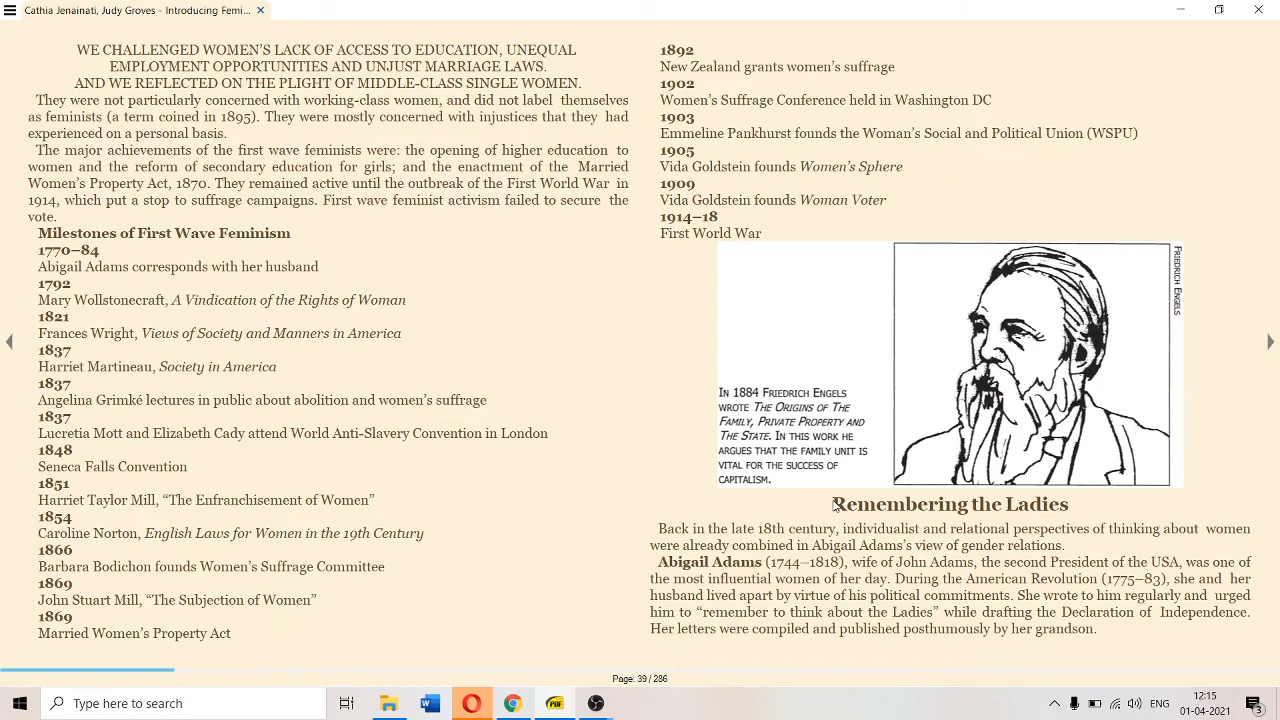 Cathia Jenainati, Judy Groves - Introducing Femi...
WE CHALLENGED WOMEN'S LACK OF ACCESS TO EDUCATION, UNEQUAL
EMPLOYMENT OPPORTUNITIES AND UNJUST MARRIAGE LAWS.
AND WE REFLECTED ON THE PLIGHT OF MIDDLE-CLASS SINGLE WOMEN.
They were not particularly concerned with working-class women, and did not label themselves
as feminists (a term coined in 1895). They were mostly concerned with injustices that they had
experienced on a personal basis.
The major achievements of the first wave feminists were: the opening of higher education to
women and the reform of secondary education for girls; and the enactment of the Married
Women's Property Act, 1870. They remained active until the outbreak of the First World War in
1914, which put a stop to suffrage campaigns. First wave feminist activism failed to secure the
vote.
Milestones of First Wave Feminism
1770–84
Abigail Adams corresponds with her husband
1792
Mary Wollstonecraft, A Vindication of the Rights of Woman
1821
Frances Wright, Views of Society and Manners in America
1837
Harriet Martineau, Society in America
1837
Angelina Grimké lectures in public about abolition and women's suffrage
1837
Lucretia Mott and Elizabeth Cady attend World Anti-Slavery Convention in London
1848
Seneca Falls Convention
1851
Harriet Taylor Mill, "The Enfranchisement of Women"
1854
Caroline Norton, English Laws for Women in the 19th Century
1866
Barbara Bodichon founds Women's Suffrage Committee
1869
John Stuart Mill, "The Subjection of Women"
1869
Married Women's Property Act
1892
New Zealand grants women's suffrage
1902
Women's Suffrage Conference held in Washington DC
1903
Emmeline Pankhurst founds the Woman's Social and Political Union (WSPU)
1905
Vida Goldstein founds Women's Sphere
1909
Vida Goldstein founds Woman Voter
1914–18
First World War
FRIEDRICH ENGELS
IN 1884 FRIEDRICH ENGELS
WROTE THE ORIGINS OF THE
FAMILY, PRIVATE PROPERTY AND
THE STATE. IN THIS WORK HE
ARGUES THAT THE FAMILY UNIT IS
VITAL FOR THE SUCCESS OF
CAPITALISM.
Remembering the Ladies
Back in the late 18th century, individualist and relational perspectives of thinking about women
were already combined in Abigail Adams's view of gender relations.
Abigail Adams (1744–1818), wife of John Adams, the second President of the USA, was one of
the most influential women of her day. During the American Revolution (1775–83), she and her
husband lived apart by virtue of his political commitments. She wrote to him regularly and urged
him to "remember to think about the Ladies" while drafting the Declaration of Independence.
Her letters were compiled and published posthumously by her grandson.
Page: 39 / 286
Type here to search
PDF
ENG
12:15
01-04-2021
3